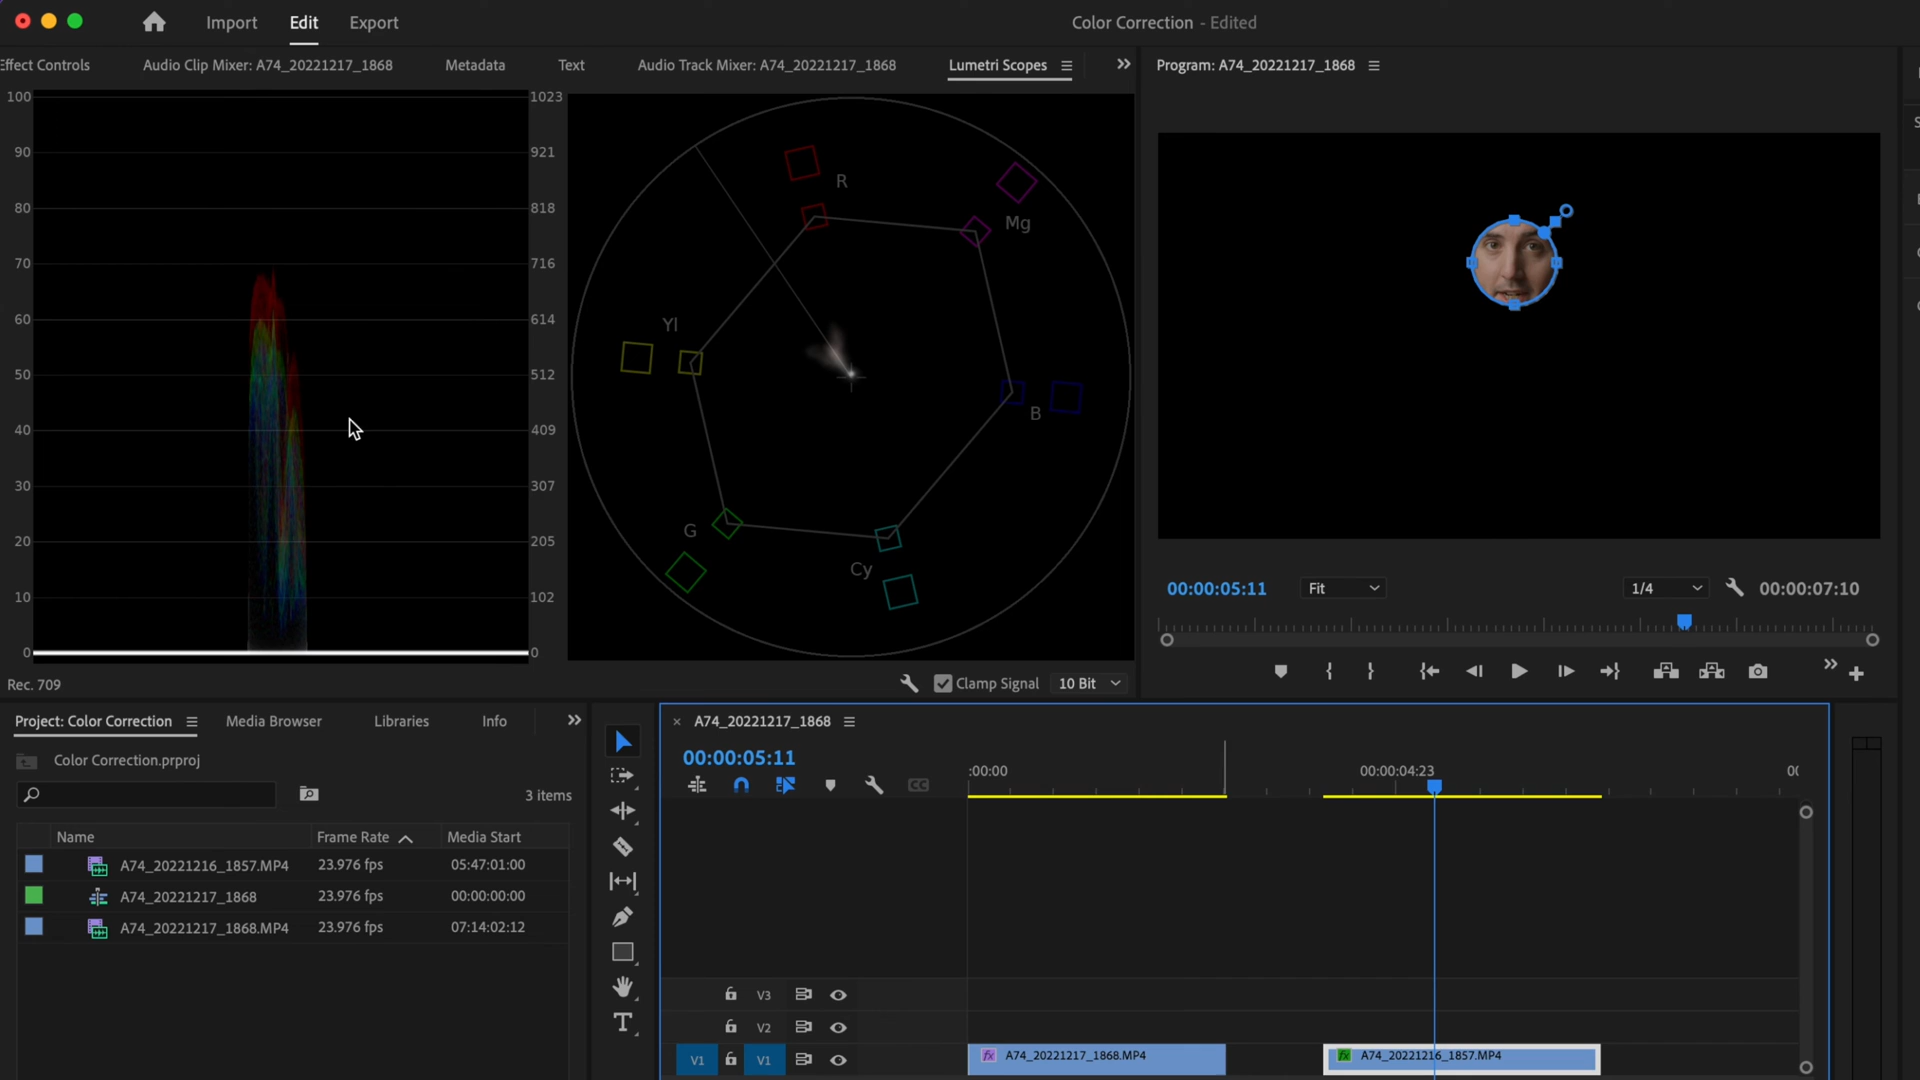 Import Edit Export Color Correction - Edited
Effect Controls Audio Clip Mixer: A74_20221217_1868 Metadata Text Audio Track Mixer: A74_20221217_1868 Lumetri Scopes Program: A74_20221217_1868
100 1023
90 921
80 818
70 716
60 614
50 512
40 409
30 307
20 205
10 102
0 0
R
Mg
Yl
B
G
Cy
Rec. 709
Clamp Signal 10 Bit
00:00:05:11 Fit 1/4 00:00:07:10
Project: Color Correction Media Browser Libraries Info
Color Correction.prproj
3 items
Name Frame Rate Media Start
A74_20221216_1857.MP4 23.976 fps 05:47:01:00
A74_20221217_1868 23.976 fps 00:00:00:00
A74_20221217_1868.MP4 23.976 fps 07:14:02:12
× A74_20221217_1868
00:00:05:11
:00:00 00:00:04:23
CC
T
V3
V2
V1 V1
fx A74_20221217_1868.MP4 fx A74_20221216_1857.MP4